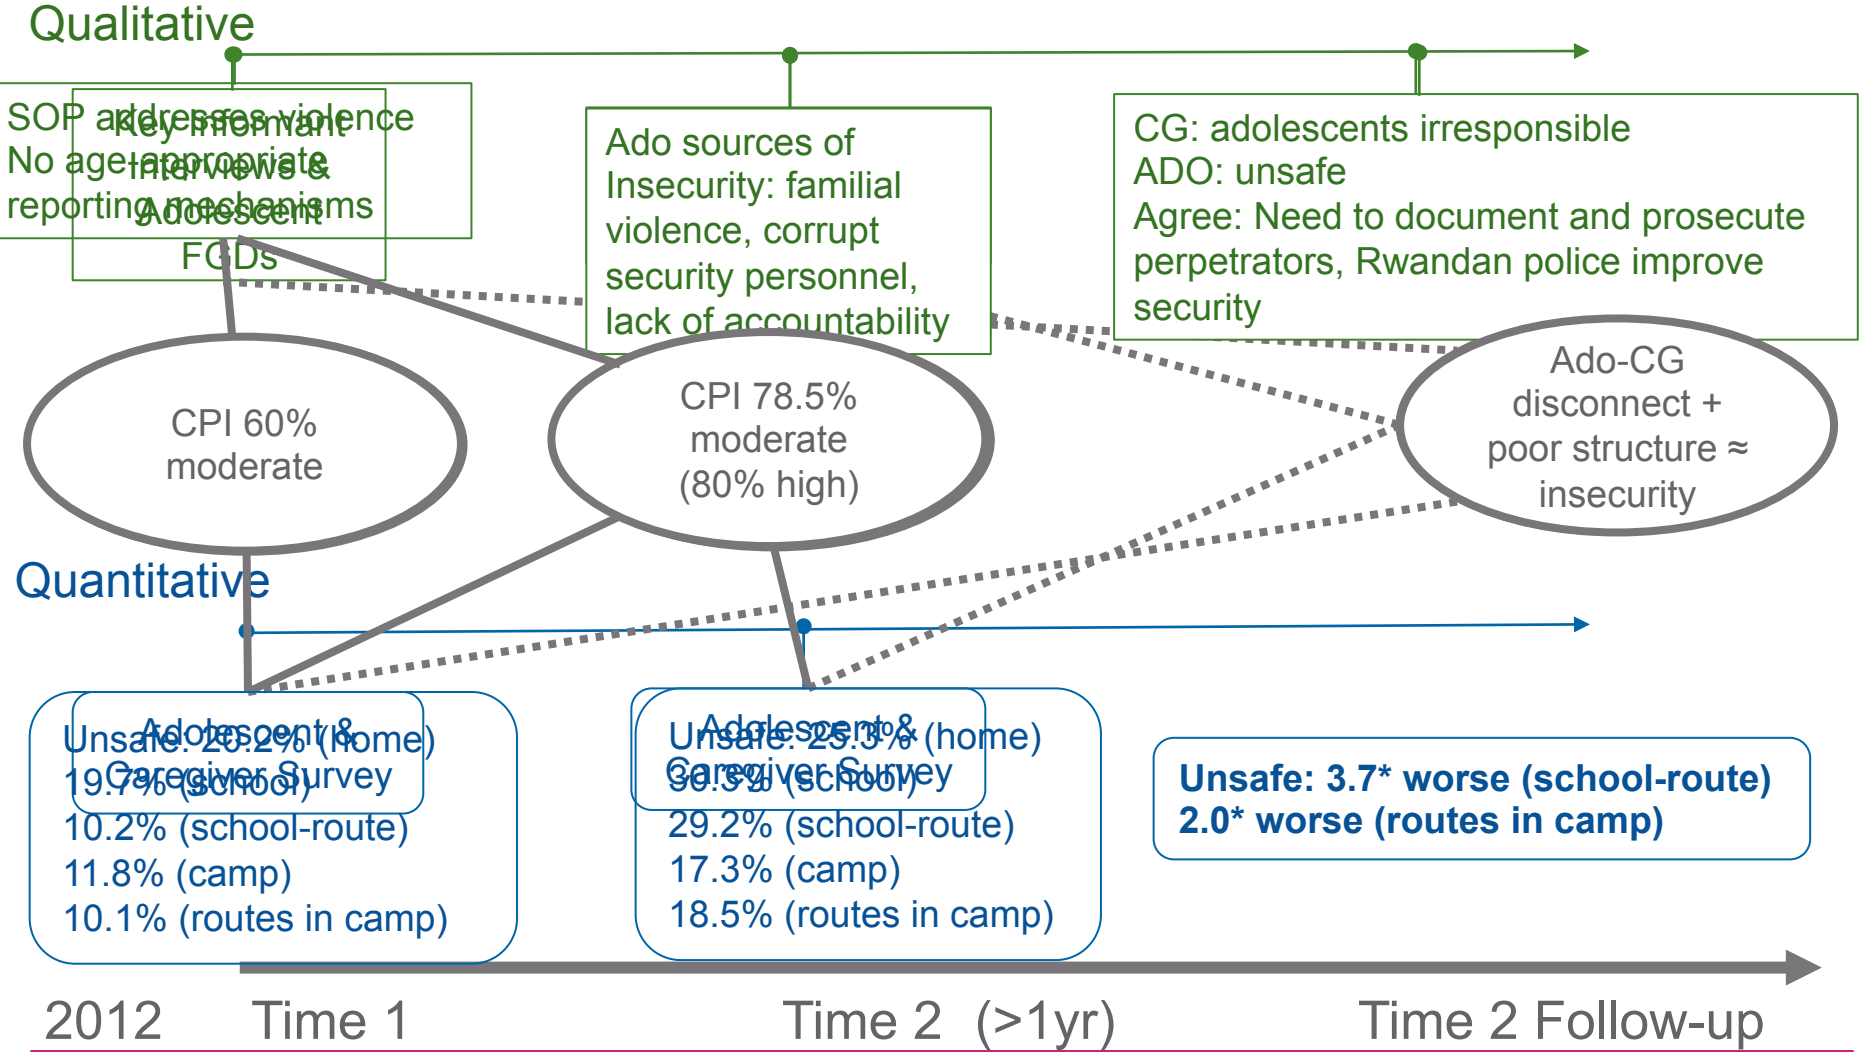 Qualitative
SOP addresses violence
No age-appropriate
reporting mechanisms
Key Informant
Interviews &
Adolescent
FGDs
Ado sources of
Insecurity: familial
violence, corrupt
security personnel,
lack of accountability
CG: adolescents irresponsible
ADO: unsafe
Agree: Need to document and prosecute
perpetrators, Rwandan police improve
security
CPI 60%
moderate
CPI 78.5%
moderate
(80% high)
Ado-CG
disconnect +
poor structure ≈
insecurity
Quantitative
Adolescent &
Caregiver Survey
Unsafe: 20.2% (home)
19.7% (school)
10.2% (school-route)
11.8% (camp)
10.1% (routes in camp)
Adolescent &
Caregiver Survey
Unsafe: 25.3% (home)
30.3% (school)
29.2% (school-route)
17.3% (camp)
18.5% (routes in camp)
Unsafe: 3.7* worse (school-route)
2.0* worse (routes in camp)
2012 Time 1 Time 2 (>1yr) Time 2 Follow-up